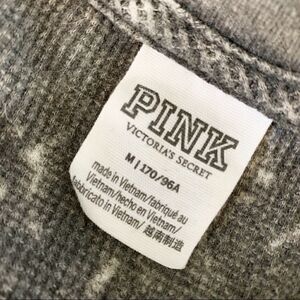 PINK
VICTORIA'S SECRET
M | 170/96A
made in Vietnam/fabriqué au
Vietnam/hecho en Vietnam/
fabricato in Vietnam/ 越南制造